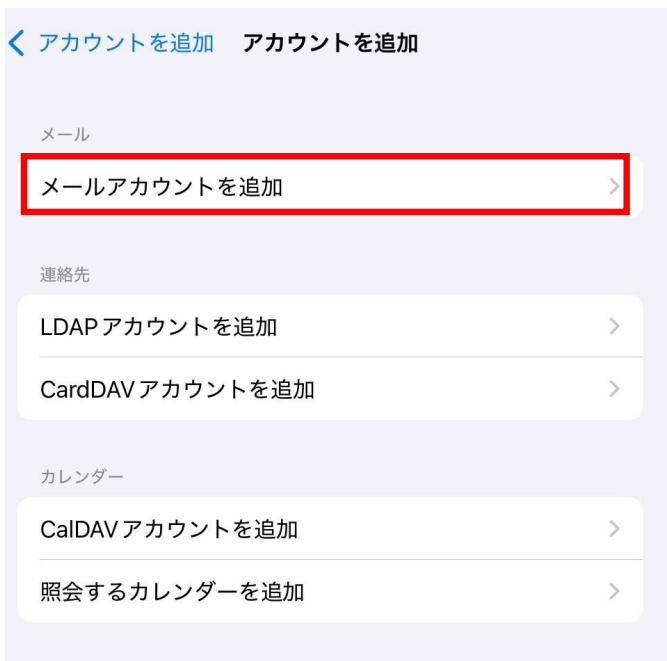 アカウントを追加 アカウントを追加
メール
メールアカウントを追加
連絡先
LDAPアカウントを追加
CardDAVアカウントを追加
カレンダー
CalDAVアカウントを追加
照会するカレンダーを追加